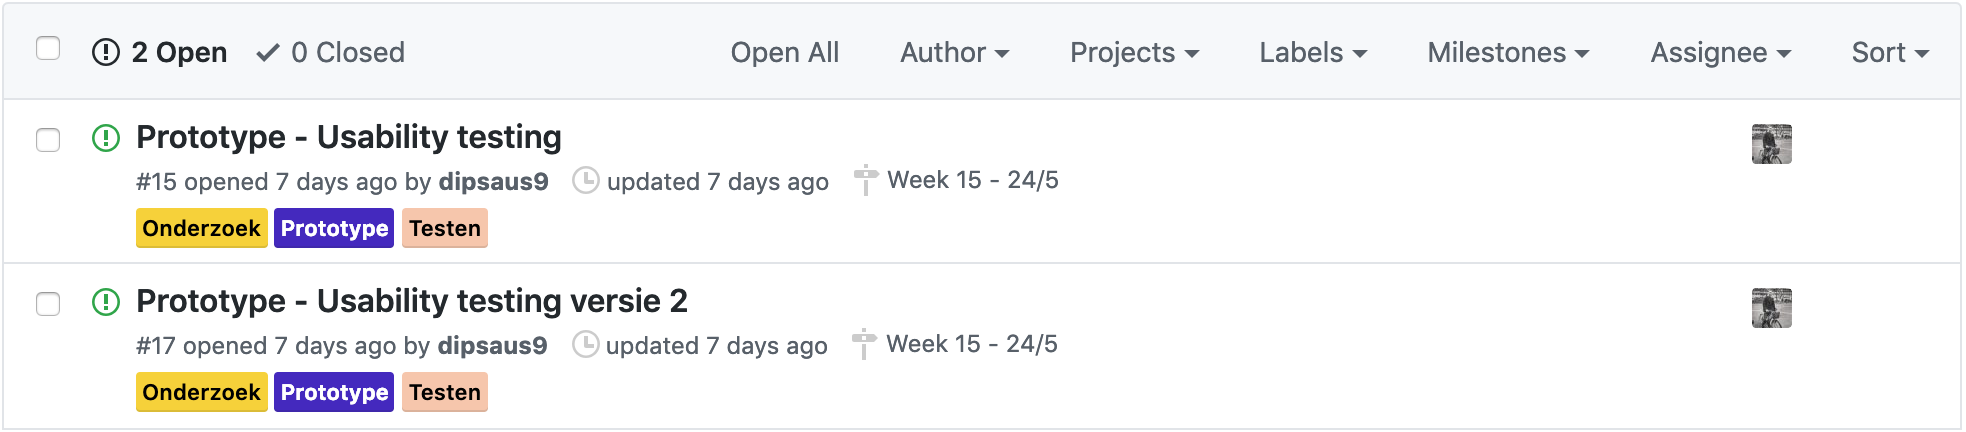 2 Open 0 Closed Open All Author Projects Labels Milestones Assignee Sort
Prototype - Usability testing
#15 opened 7 days ago by dipsaus9 updated 7 days ago Week 15 - 24/5
Onderzoek Prototype Testen
Prototype - Usability testing versie 2
#17 opened 7 days ago by dipsaus9 updated 7 days ago Week 15 - 24/5
Onderzoek Prototype Testen